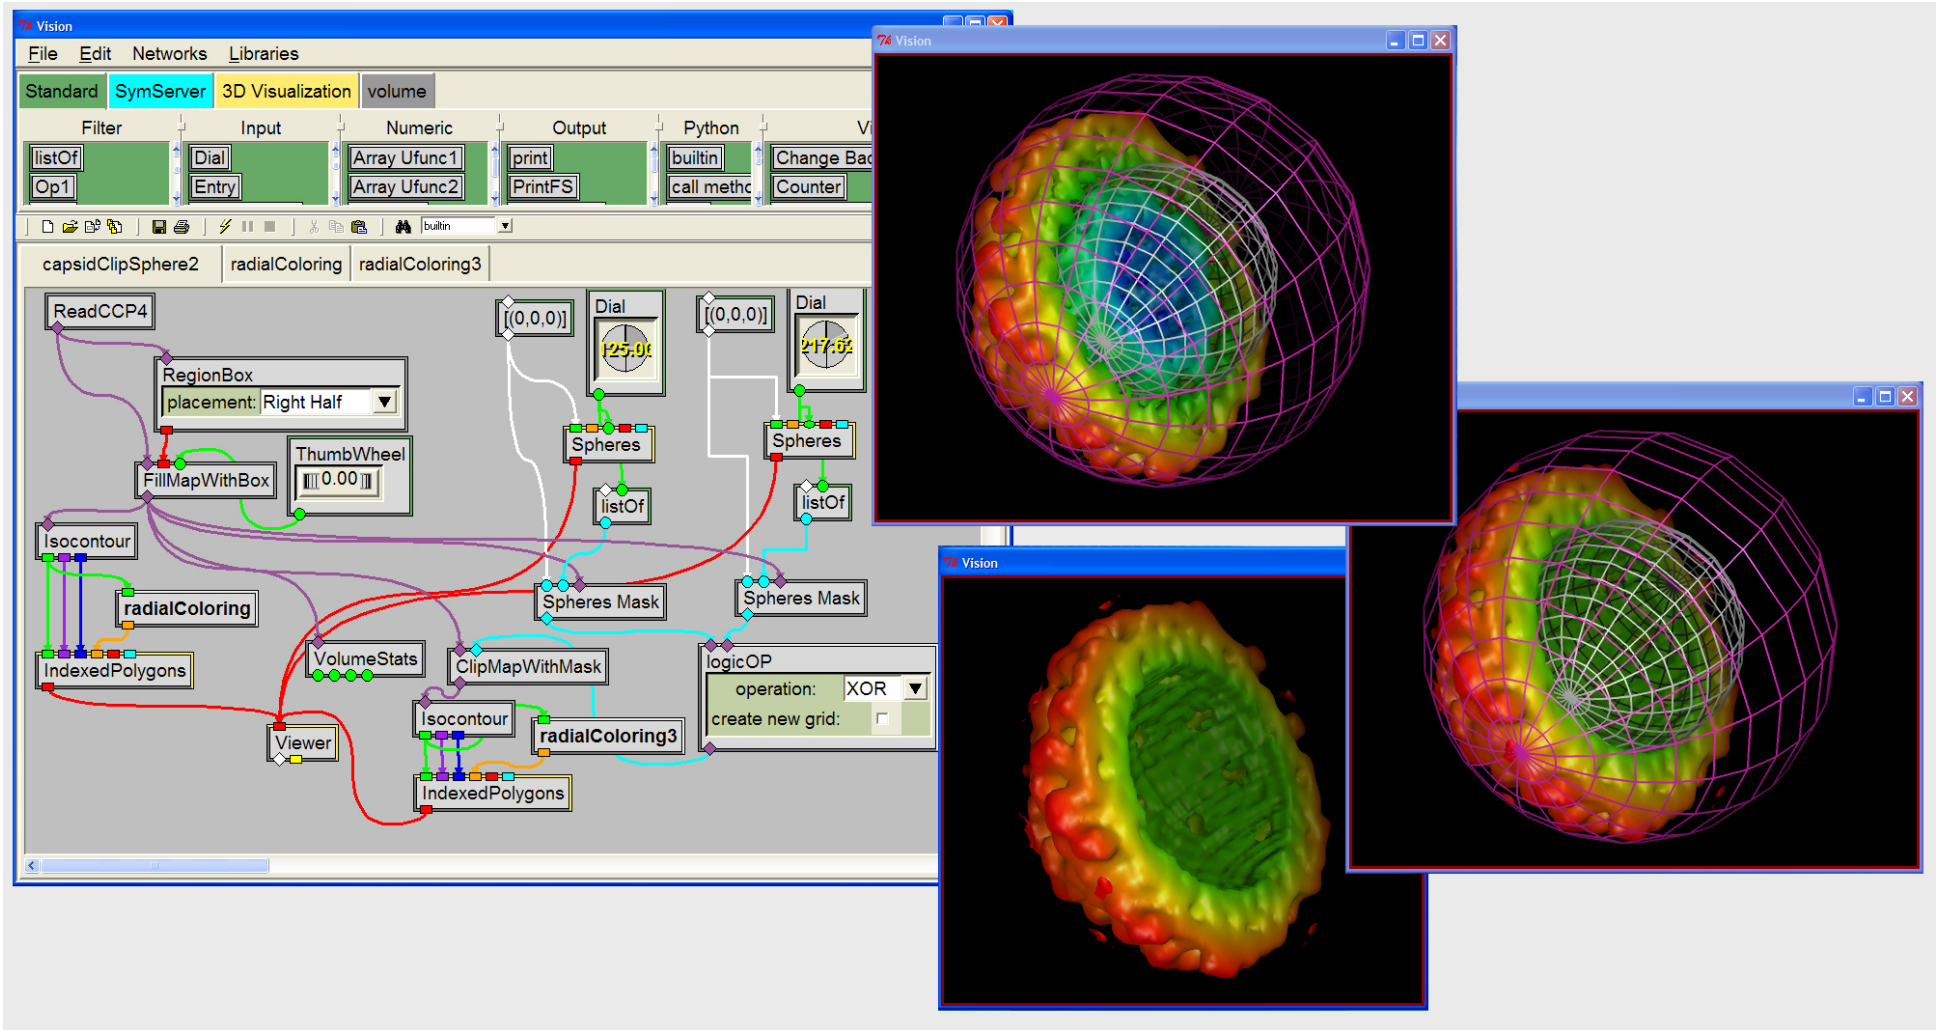 Vision
File Edit Networks Libraries
Standard SymServer 3D Visualization volume
Filter Input Numeric Output Python
listOf Dial Array Ufunc1 print builtin Change Bac
Op1 Entry Array Ufunc2 PrintFS call metho Counter
builtin
capsidClipSphere2 radialColoring radialColoring3
ReadCCP4
[(0,0,0)]
Dial
125.00
[(0,0,0)]
Dial
217.62
RegionBox
placement: Right Half
Spheres
Spheres
ThumbWheel
0.00
FillMapWithBox
listOf
listOf
Isocontour
radialColoring
Spheres Mask
Spheres Mask
IndexedPolygons
VolumeStats
ClipMapWithMask
logicOP
operation: XOR
create new grid:
Isocontour
radialColoring3
Viewer
IndexedPolygons
Vision
Vision